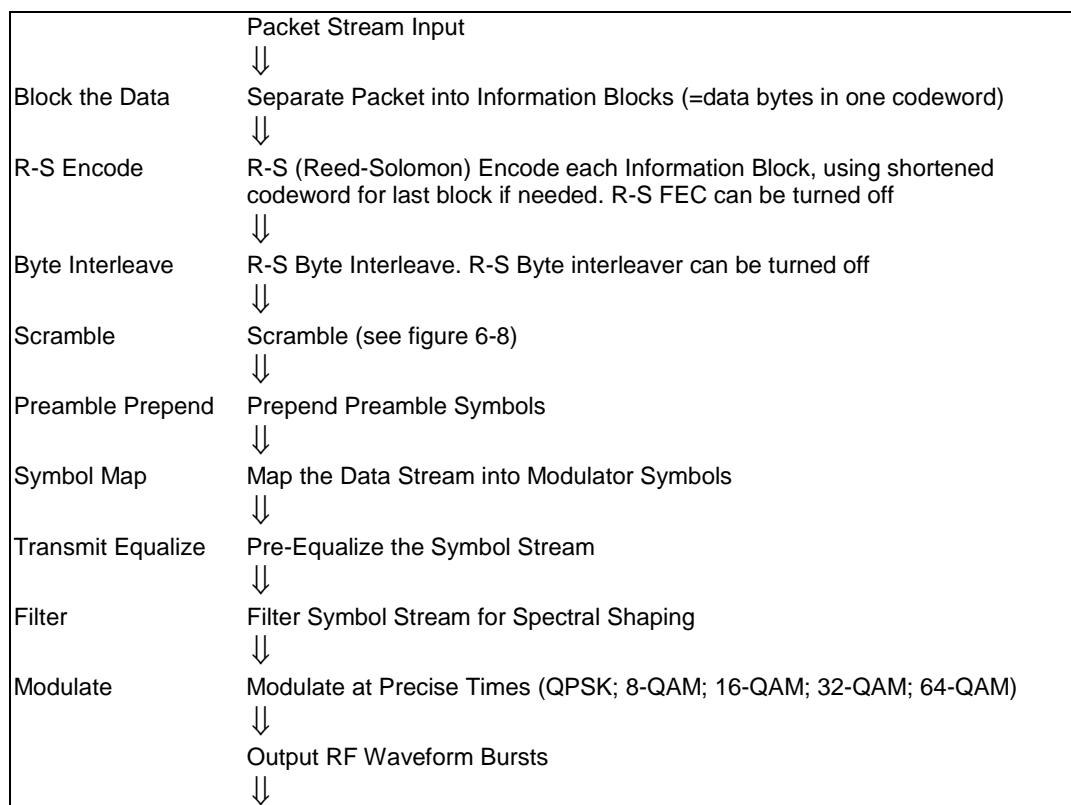 Packet Stream Input
⇓
Block the Data Separate Packet into Information Blocks (=data bytes in one codeword)
⇓
R-S Encode R-S (Reed-Solomon) Encode each Information Block, using shortened
codeword for last block if needed. R-S FEC can be turned off
⇓
Byte Interleave R-S Byte Interleave. R-S Byte interleaver can be turned off
⇓
Scramble Scramble (see figure 6-8)
⇓
Preamble Prepend Prepend Preamble Symbols
⇓
Symbol Map Map the Data Stream into Modulator Symbols
⇓
Transmit Equalize Pre-Equalize the Symbol Stream
⇓
Filter Filter Symbol Stream for Spectral Shaping
⇓
Modulate Modulate at Precise Times (QPSK; 8-QAM; 16-QAM; 32-QAM; 64-QAM)
⇓
Output RF Waveform Bursts
⇓